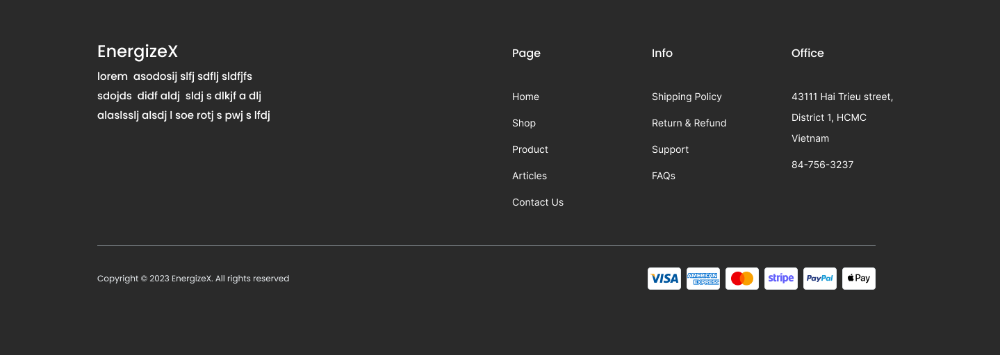 EnergizeX
lorem  asodosij slfj sdflj sldfjfs
sdojds  didf aldj  sldj s dlkjf a dlj
alaslsslj alsdj l soe rotj s pwj s lfdj
Page
Home
Shop
Product
Articles
Contact Us
Info
Shipping Policy
Return & Refund
Support
FAQs
Office
43111 Hai Trieu street,
District 1, HCMC
Vietnam
84-756-3237
Copyright © 2023 EnergizeX. All rights reserved
VISA
AMERICAN
EXPRESS
stripe
PayPal
Pay